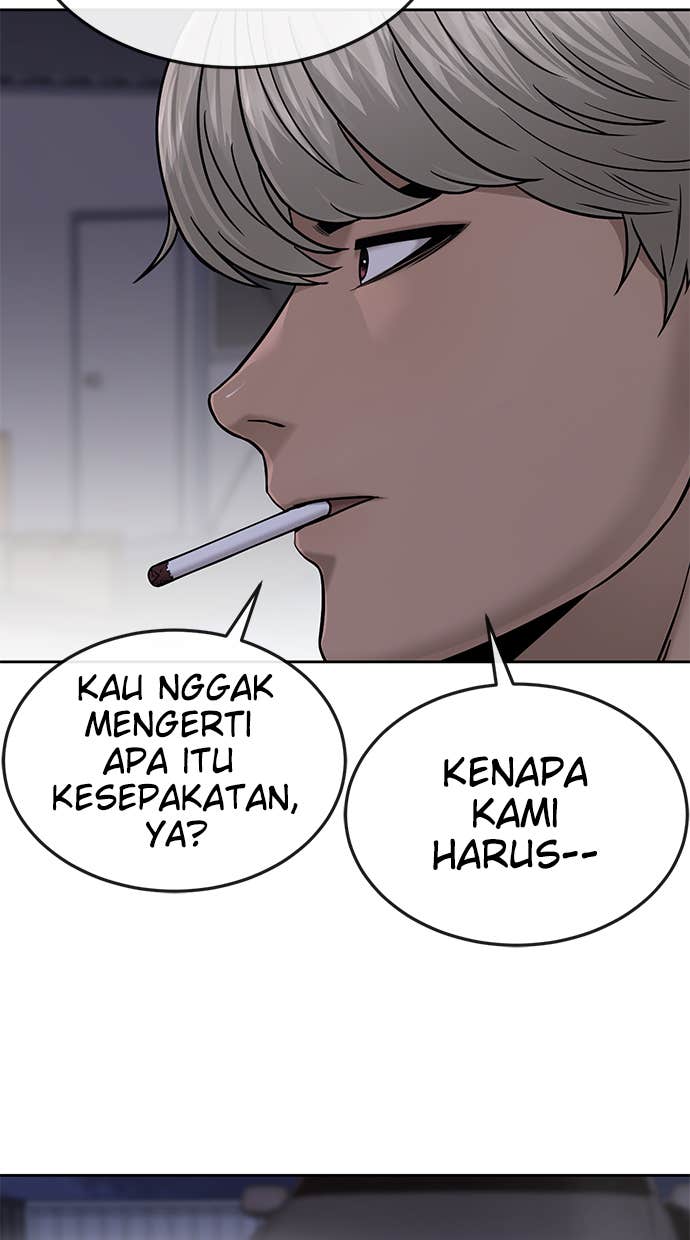 KAU NGGAK
MENGERTI
APA ITU
KESEPAKATAN,
YA?
KENAPA
KAMI
HARUS--